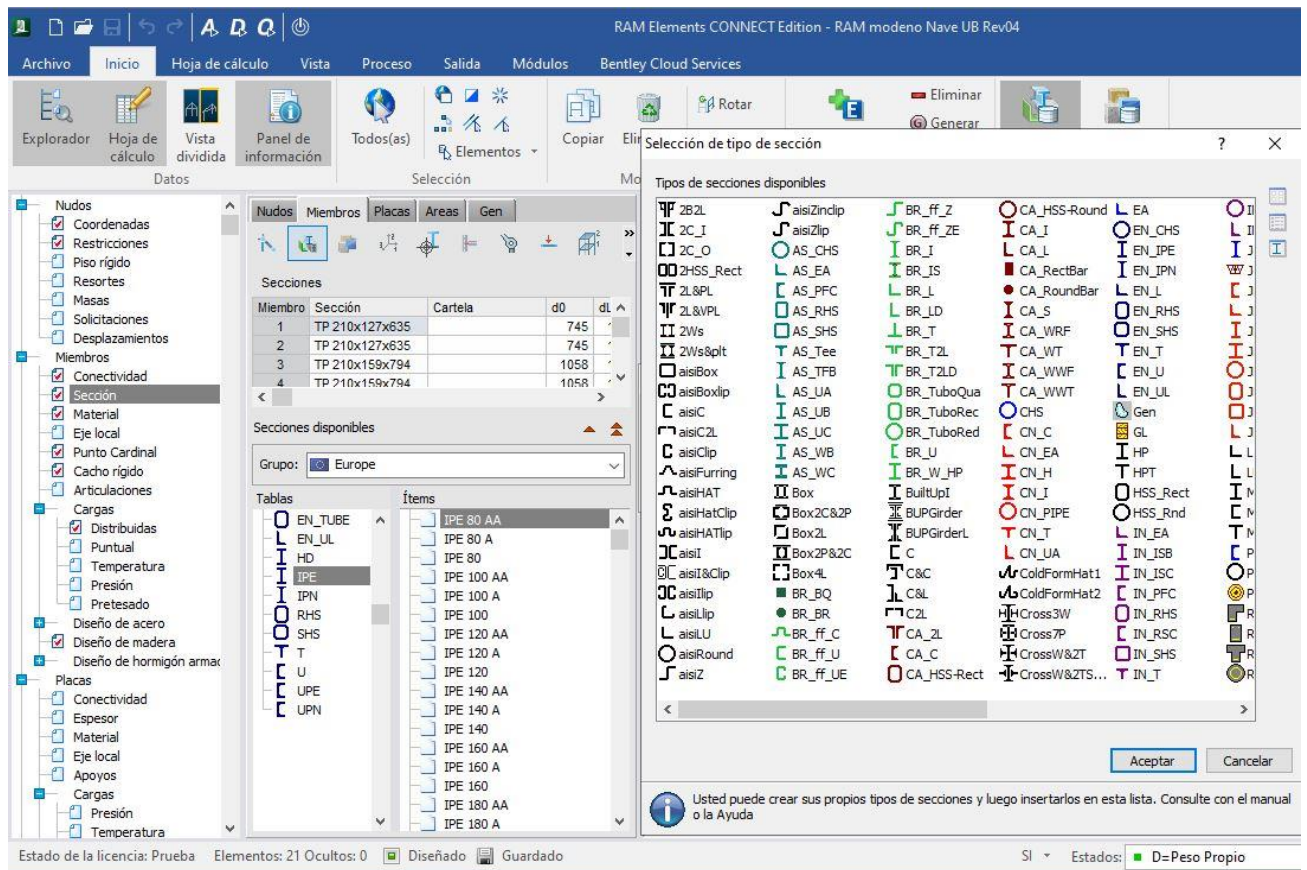 RAM Elements CONNECT Edition - RAM modeno Nave UB Rev04
Archivo Inicio Hoja de cálculo Vista Proceso Salida Módulos Bentley Cloud Services
Explorador
Hoja de cálculo
Vista dividida
Panel de información
Datos
Todos(as)
Elementos
Selección
Copiar
Rotar
Eliminar
Generar
Nudos
Coordenadas
Restricciones
Piso rígido
Resortes
Masas
Solicitaciones
Desplazamientos
Miembros
Conectividad
Sección
Material
Eje local
Punto Cardinal
Cacho rígido
Articulaciones
Cargas
Distribuidas
Puntual
Temperatura
Presión
Pretesado
Diseño de acero
Diseño de madera
Diseño de hormigón armac
Placas
Conectividad
Espesor
Material
Eje local
Apoyos
Cargas
Presión
Temperatura
Nudos Miembros Placas Areas Gen
Secciones
Miembro Sección Cartela d0 dL
1 TP 210x127x635 745
2 TP 210x127x635 745
3 TP 210x159x794 1058
4 TP 210x159x794 1058
Secciones disponibles
Grupo: Europe
Tablas
EN_TUBE
EN_UL
HD
IPE
IPN
RHS
SHS
T
U
UPE
UPN
Ítems
IPE 80 AA
IPE 80 A
IPE 80
IPE 100 AA
IPE 100 A
IPE 100
IPE 120 AA
IPE 120 A
IPE 120
IPE 140 AA
IPE 140 A
IPE 140
IPE 160 AA
IPE 160 A
IPE 160
IPE 180 AA
IPE 180 A
Selección de tipo de sección ?
Tipos de secciones disponibles
2B2L
2C_I
2C_O
2HSS_Rect
2L&PL
2L&VPL
2Ws
2Ws&plt
aisiBox
aisiBoxlip
aisiC
aisiC2L
aisiClip
aisiFurring
aisiHAT
aisiHatClip
aisiHATlip
aisiI
aisiI&Clip
aisiIlip
aisiLlip
aisiLU
aisiRound
aisiZ
aisiZinclip
aisiZlip
AS_CHS
AS_EA
AS_PFC
AS_RHS
AS_SHS
AS_Tee
AS_TFB
AS_UA
AS_UB
AS_UC
AS_WB
AS_WC
Box
Box2C&2P
Box2L
Box2P&2C
Box4L
BR_BQ
BR_BR
BR_ff_C
BR_ff_U
BR_ff_UE
BR_ff_Z
BR_ff_ZE
BR_I
BR_IS
BR_L
BR_LD
BR_T
BR_T2L
BR_T2LD
BR_TuboQua
BR_TuboRec
BR_TuboRed
BR_U
BR_W_HP
BuiltUpI
BUPGirder
BUPGirderL
C
C&C
C&L
C2L
CA_2L
CA_C
CA_HSS-Rect
CA_HSS-Round
CA_I
CA_L
CA_RectBar
CA_RoundBar
CA_S
CA_WRF
CA_WT
CA_WWF
CA_WWT
CHS
CN_C
CN_EA
CN_H
CN_I
CN_PIPE
CN_T
CN_UA
ColdFormHat1
ColdFormHat2
Cross3W
Cross7P
CrossW&2T
CrossW&2TS...
EA
EN_CHS
EN_IPE
EN_IPN
EN_L
EN_RHS
EN_SHS
EN_T
EN_U
EN_UL
Gen
GL
HP
HPT
HSS_Rect
HSS_Rnd
IN_EA
IN_ISB
IN_ISC
IN_PFC
IN_RHS
IN_RSC
IN_SHS
IN_T
Aceptar Cancelar
Usted puede crear sus propios tipos de secciones y luego insertarlos en esta lista. Consulte con el manual
o la Ayuda
Estado de la licencia: Prueba Elementos: 21 Ocultos: 0 Diseñado Guardado SI Estados: D=Peso Propio